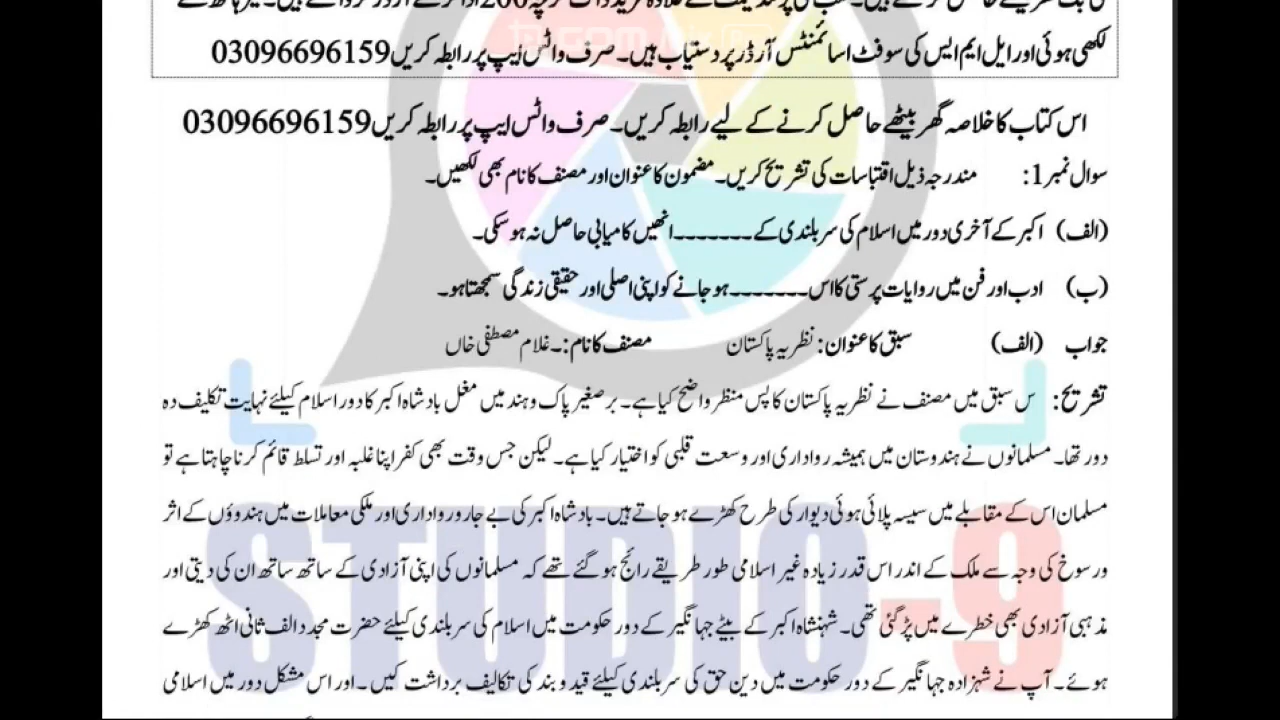 لکھی ہوئی اور ایل ایم ایس کی سوفٹ اسائمنٹس آرڈر پر دستیاب ہیں۔ صرف واٹس ایپ پر رابطہ کریں 03096696159
اس کتاب کا خلاصہ گھر بیٹھے حاصل کرنے کے لیے رابطہ کریں۔ صرف واٹس ایپ پر رابطہ کریں 03096696159
سوال نمبر 1: مندرجہ ذیل اقتباسات کی تشریح کریں۔ مضمون کا عنوان اور مصنف کا نام بھی لکھیں۔
(الف) اکبر کے آخری دور میں اسلام کی سربلندی کے۔۔۔۔۔۔۔ انھیں کامیابی حاصل نہ ہو سکی۔
(ب) ادب اور فن میں روایات پرستی کا اس۔۔۔۔۔۔۔ ہو جانے کو اپنی اصلی اور حقیقی زندگی سمجھتا ہو۔
جواب (الف) سبق کا عنوان: نظریہ پاکستان مصنف کا نام:۔ غلام مصطفی خاں
تشریح: س سبق میں مصنف نے نظریہ پاکستان کا پس منظر واضح کیا ہے۔ برصغیر پاک و ہند میں مغل بادشاہ اکبر کا دور اسلام کیلئے نہایت تکلیف دہ
دور تھا۔ مسلمانوں نے ہندوستان میں ہمیشہ رواداری اور وسعت قلبی کو اختیار کیا ہے۔ لیکن جس وقت بھی کفر اپنا غلبہ اور تسلط قائم کرنا چاہتا ہے تو
مسلمان اس کے مقابلے میں سیسہ پلائی ہوئی دیوار کی طرح کھڑے ہو جاتے ہیں۔ بادشاہ اکبر کی بے جا رورواداری اور ملکی معاملات میں ہندوؤں کے اثر
ورسوخ کی وجہ سے ملک کے اندر اس قدر زیادہ غیر اسلامی طور طریقے رائج ہو گئے تھے کہ مسلمانوں کی اپنی آزادی کے ساتھ ساتھ ان کی دیتی اور
مذہبی آزادی بھی خطرے میں پڑ گئی تھی۔ شہنشاہ اکبر کے بیٹے جہانگیر کے دور حکومت میں اسلام کی سربلندی کیلئے حضرت مجدد الف ثانی اٹھ کھڑے
ہوئے۔ آپ نے شہزادہ جہانگیر کے دور حکومت میں دین حق کی سربلندی کیلئے قید و بند کی تکالیف برداشت کیں۔ اور اس مشکل دور میں اسلامی
STUDIO-9